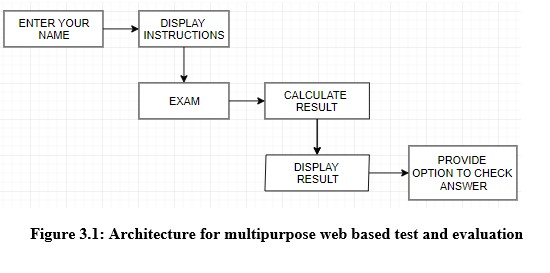 ENTER YOUR
NAME
DISPLAY
INSTRUCTIONS
EXAM
CALCULATE
RESULT
DISPLAY
RESULT
PROVIDE
OPTION TO CHECK
ANSWER
Figure 3.1: Architecture for multipurpose web based test and evaluation